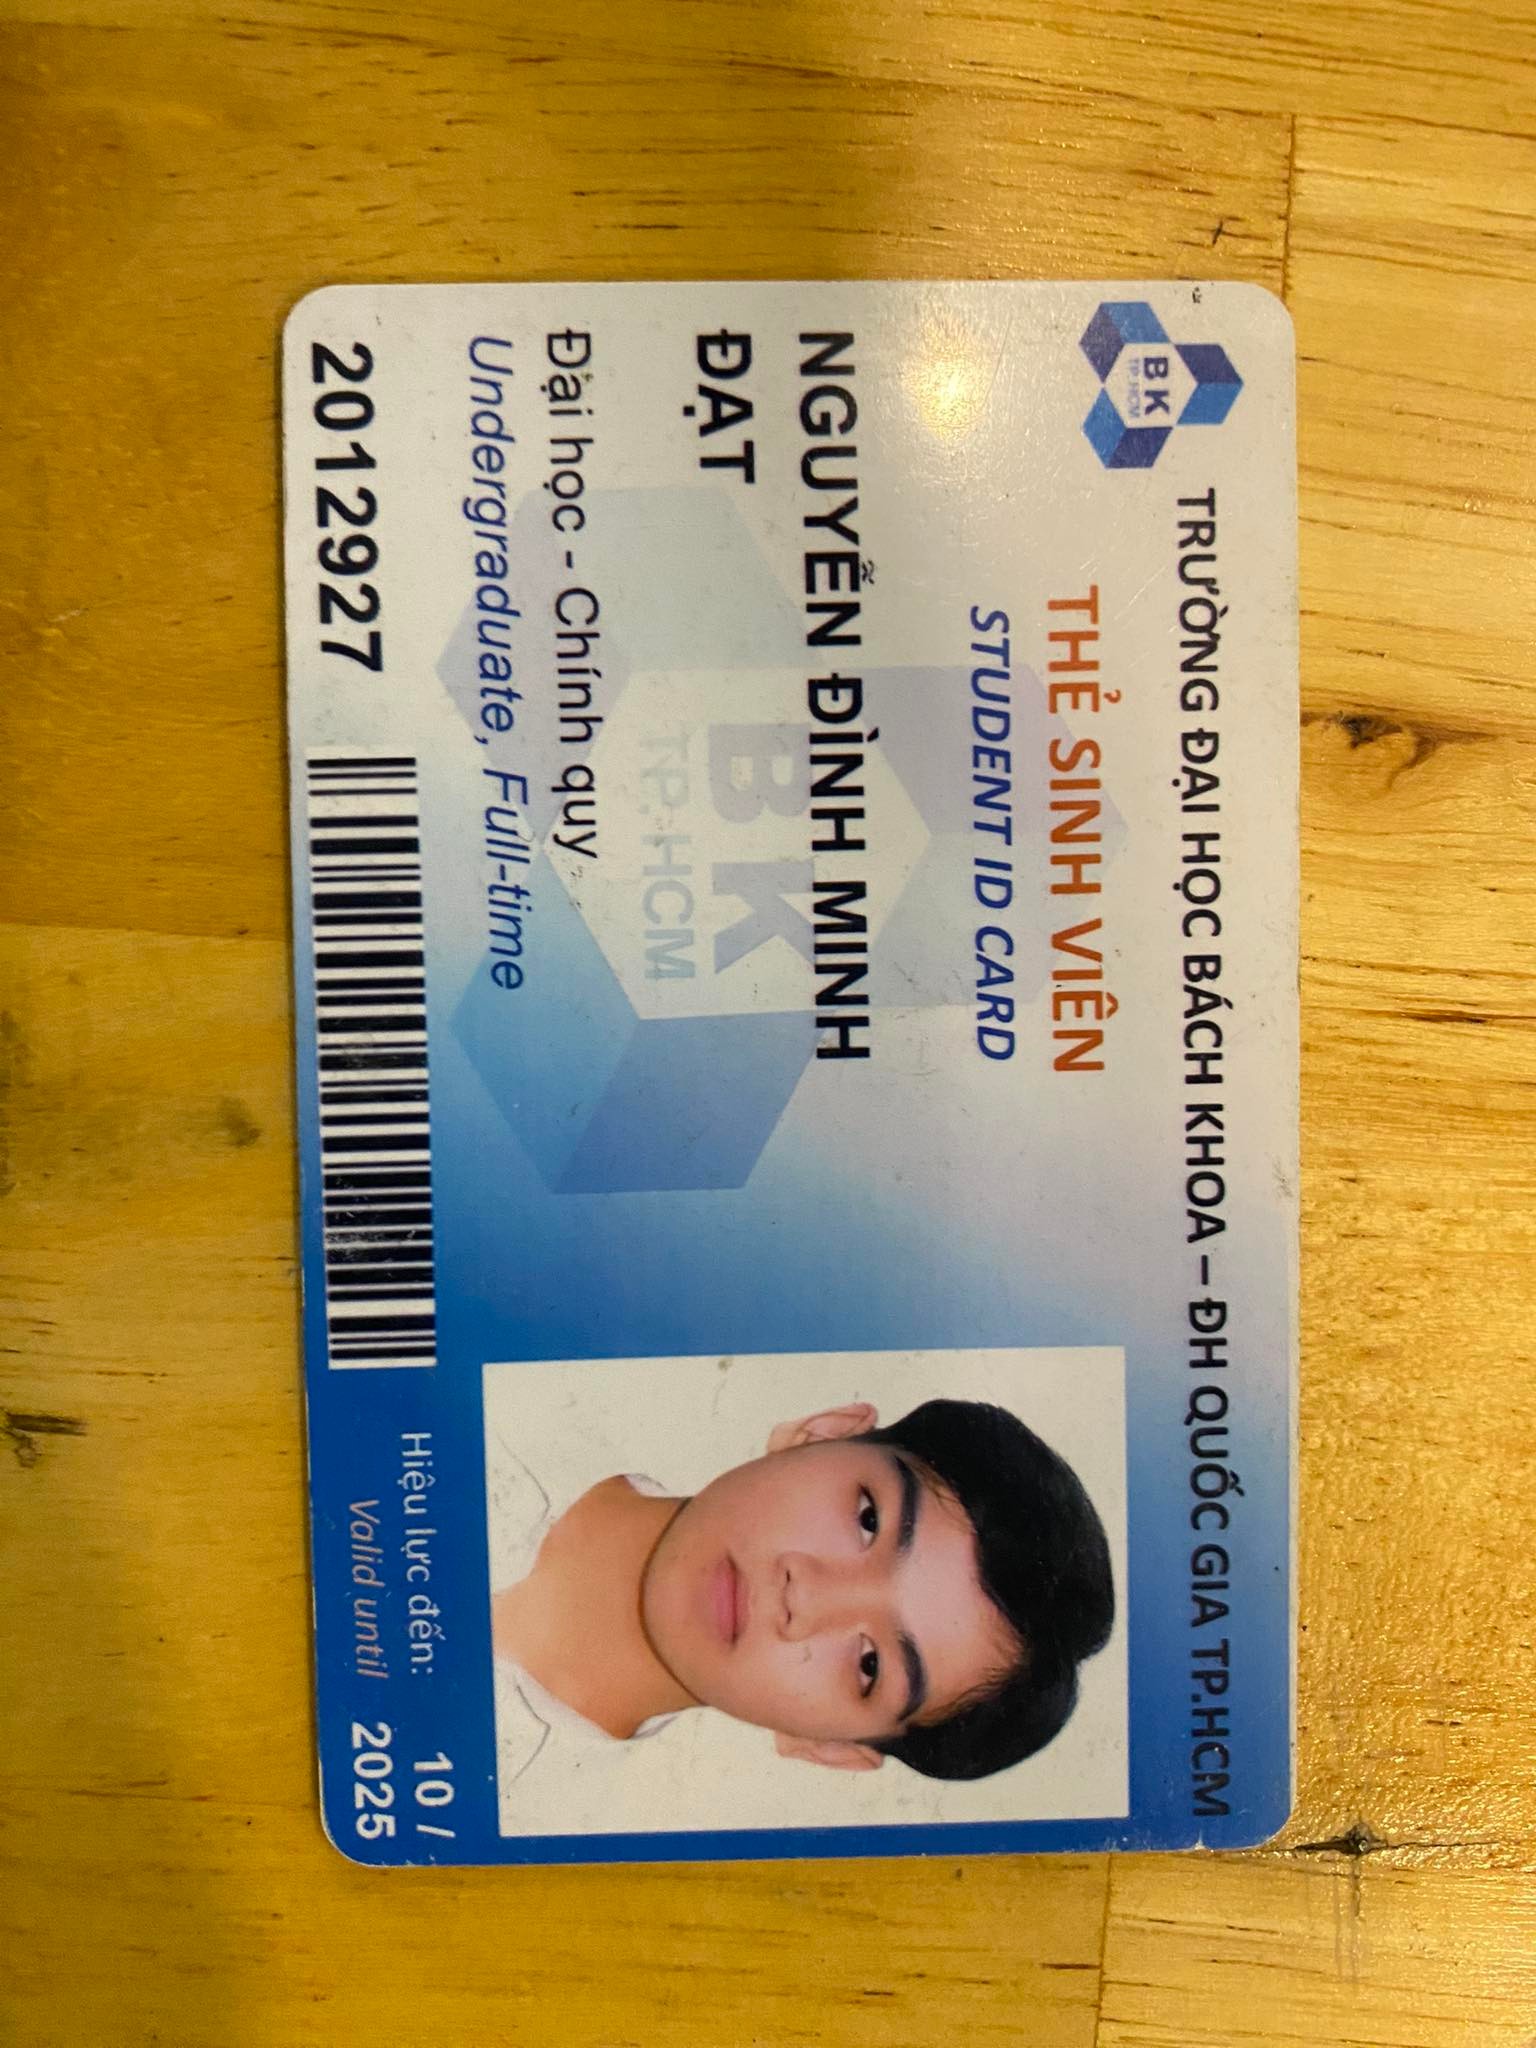 BK
TP.HCM
TRƯỜNG ĐẠI HỌC BÁCH KHOA – ĐH QUỐC GIA TP.HCM
THẺ SINH VIÊN
STUDENT ID CARD
NGUYỄN ĐÌNH MINH
ĐẠT
BK
TP.HCM
Đại học - Chính quy
Undergraduate, Full-time
2012927
Hiệu lực đến: 10 /
Valid until 2025